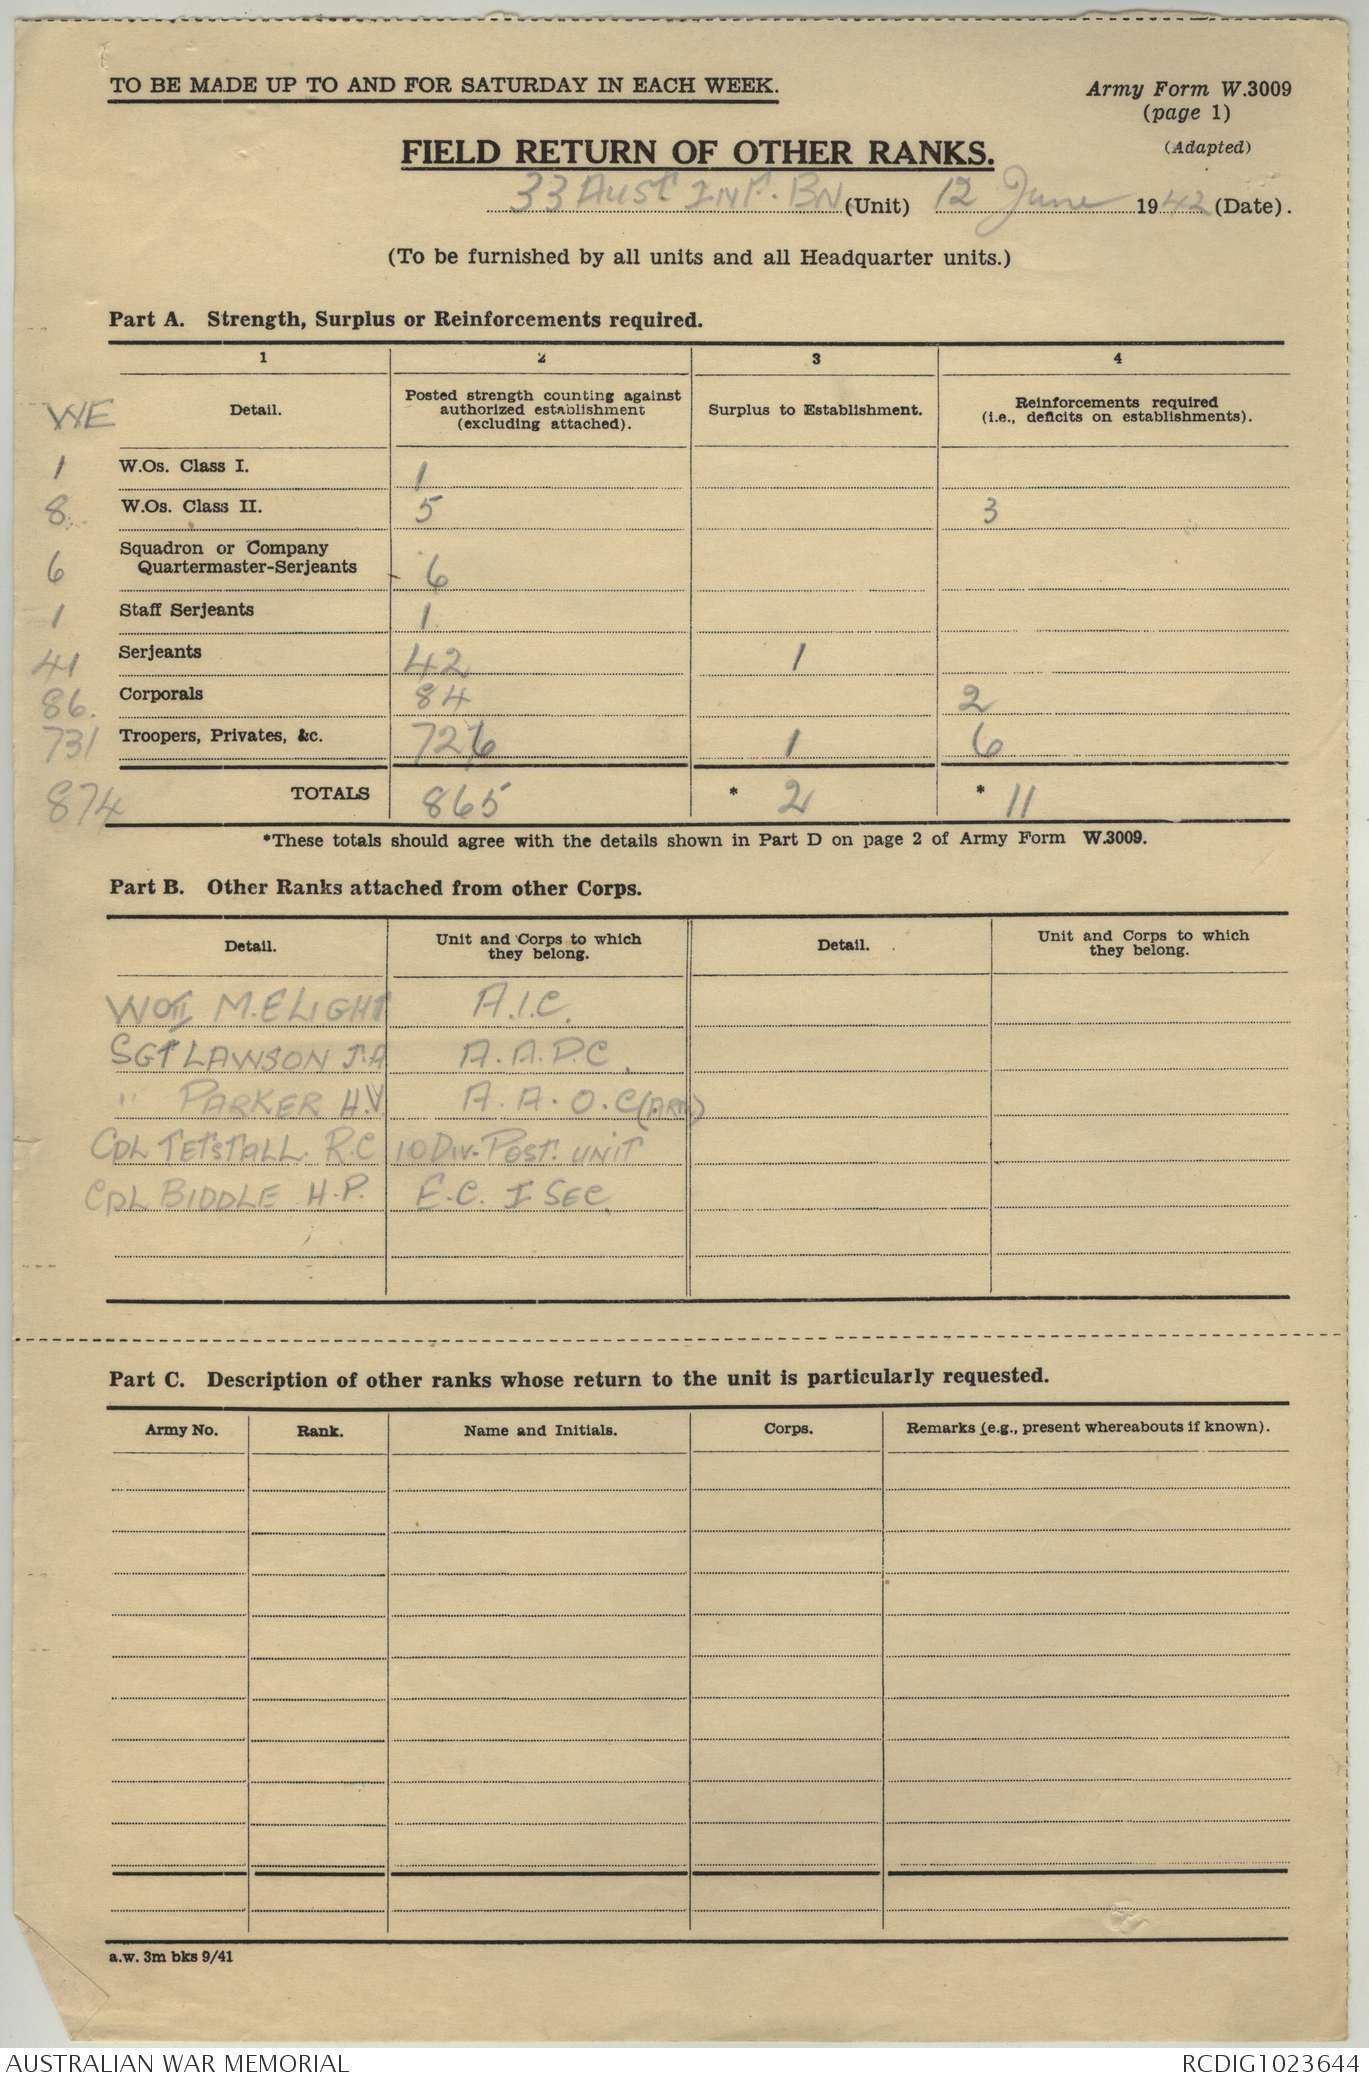 TO BE MADE UP TO AND FOR SATURDAY IN EACH WEEK.
Army Form W.3009
(page 1)
(Adapted)
FIELD RETURN OF OTHER RANKS.
33 AUST INF. BN (Unit) 12 June 1942 (Date).
(To be furnished by all units and all Headquarter units.)
Part A. Strength, Surplus or Reinforcements required.
1 2 3 4
WE Detail. Posted strength counting against authorized establishment (excluding attached). Surplus to Establishment. Reinforcements required (i.e., deficits on establishments).
1 W.Os. Class I. 1
8 W.Os. Class II. 5 3
6 Squadron or Company Quartermaster-Serjeants 6
1 Staff Serjeants 1
41 Serjeants 42 1
86. Corporals 84 2
731 Troopers, Privates, &c. 726 1 6
874 TOTALS 865 * 2 * 11
*These totals should agree with the details shown in Part D on page 2 of Army Form W.3009.
Part B. Other Ranks attached from other Corps.
Detail. Unit and Corps to which they belong. Detail. Unit and Corps to which they belong.
WOII M.E LIGHT A.I.C.
SGT LAWSON J.A A.A.D.C.
" PARKER H.V. A.A.O.C
CPL TETSTALL. R.C 10 DIV. POST. UNIT
CPL BIDDLE H.P. F.C. I SEC.
Part C. Description of other ranks whose return to the unit is particularly requested.
Army No. Rank. Name and Initials. Corps. Remarks (e.g., present whereabouts if known).
a.w. 3m bks 9/41
AUSTRALIAN WAR MEMORIAL RCDIG1023644